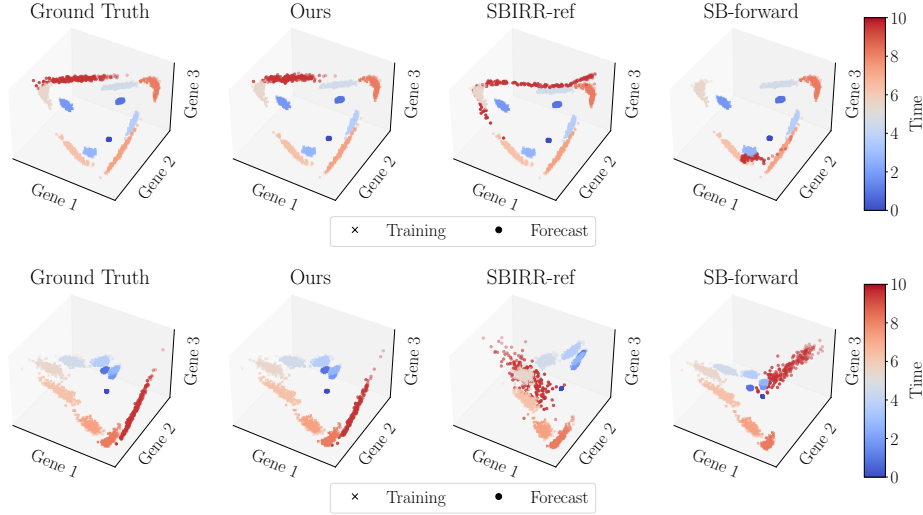 Ground Truth
Ours
SBIRR-ref
SB-forward
Gene 1
Gene 2
Gene 3
Gene 1
Gene 2
Gene 3
Gene 1
Gene 2
Gene 3
Gene 1
Gene 2
Gene 3
10
8
6
4
2
0
Time
× Training ● Forecast
Ground Truth
Ours
SBIRR-ref
SB-forward
Gene 1
Gene 2
Gene 3
Gene 1
Gene 2
Gene 3
Gene 1
Gene 2
Gene 3
Gene 1
Gene 2
Gene 3
10
8
6
4
2
0
Time
× Training ● Forecast